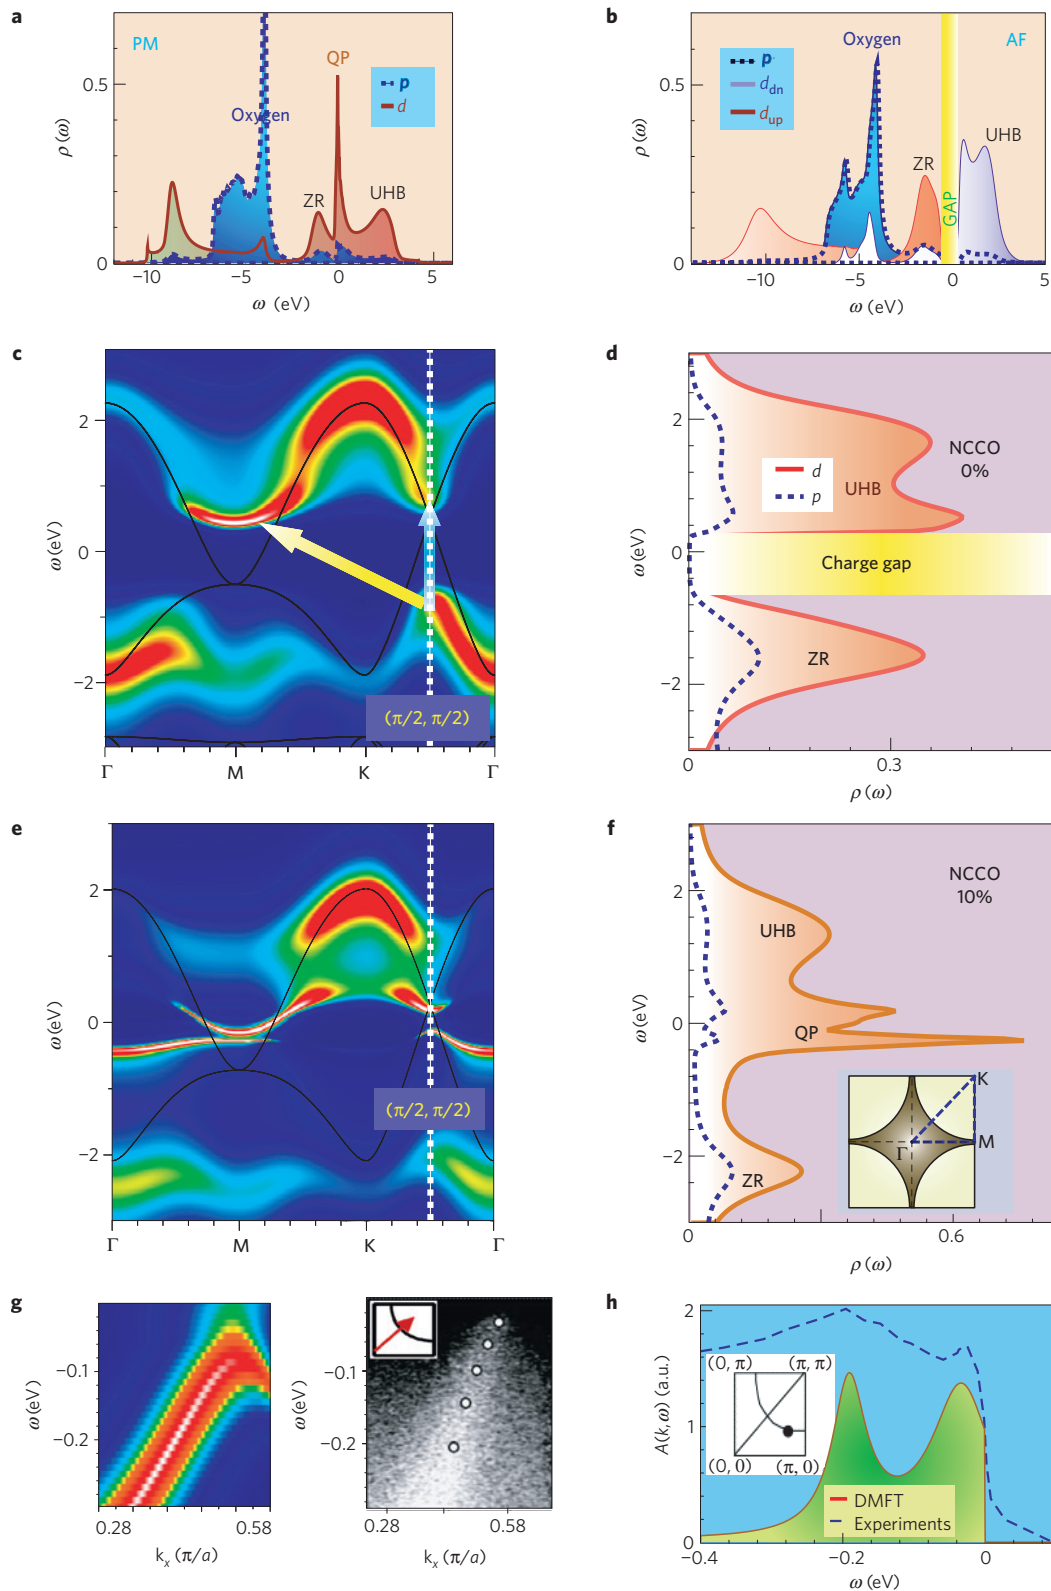 a
PM
QP
p
d
Oxygen
ZR
UHB
0.5
0
ρ(ω)
−10
−5
0
5
ω (eV)
b
Oxygen
AF
p
d_dn
d_up
ZR
UHB
GAP
0.5
0
ρ(ω)
−10
−5
0
5
ω (eV)
c
2
0
−2
ω (eV)
(π/2, π/2)
Γ
M
K
Γ
d
2
0
−2
ω (eV)
NCCO
0%
d
p
UHB
Charge gap
ZR
0
0.3
ρ(ω)
e
2
0
−2
ω (eV)
(π/2, π/2)
Γ
M
K
Γ
f
2
0
−2
ω (eV)
NCCO
10%
UHB
QP
ZR
K
M
Γ
0
0.6
ρ(ω)
g
−0.1
−0.2
ω (eV)
0.28
0.58
k_x (π/a)
−0.1
−0.2
ω (eV)
0.28
0.58
k_x (π/a)
h
2
1
0
A(k,ω) (a.u.)
(0, π)
(π, π)
(0, 0)
(π, 0)
DMFT
Experiments
−0.4
−0.2
0
ω (eV)